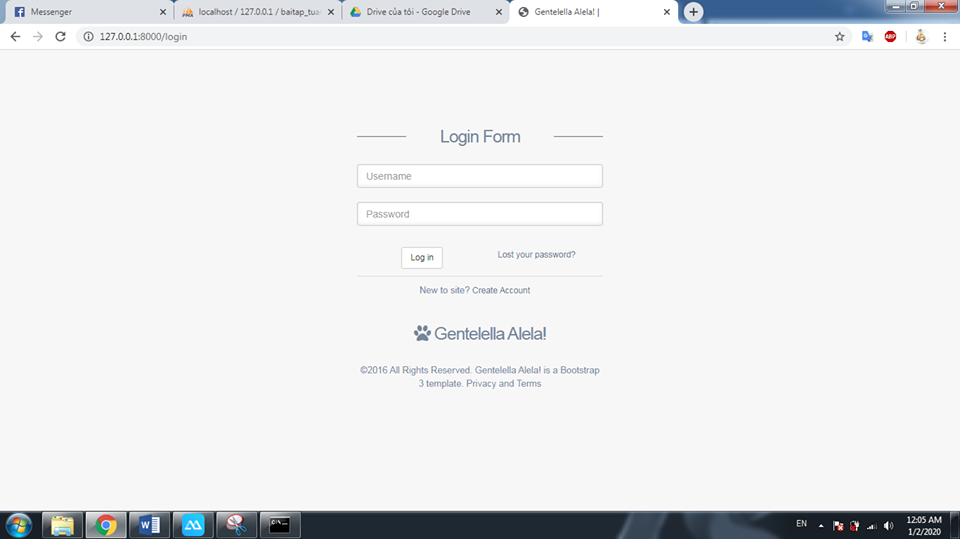 Messenger
localhost / 127.0.0.1 / baitap_tua
Drive của tôi - Google Drive
Gentelella Alela! |
127.0.0.1:8000/login
ABP
Login Form
Username
Password
Log in
Lost your password?
New to site? Create Account
Gentelella Alela!
©2016 All Rights Reserved. Gentelella Alela! is a Bootstrap
3 template. Privacy and Terms
EN
12:05 AM
1/2/2020